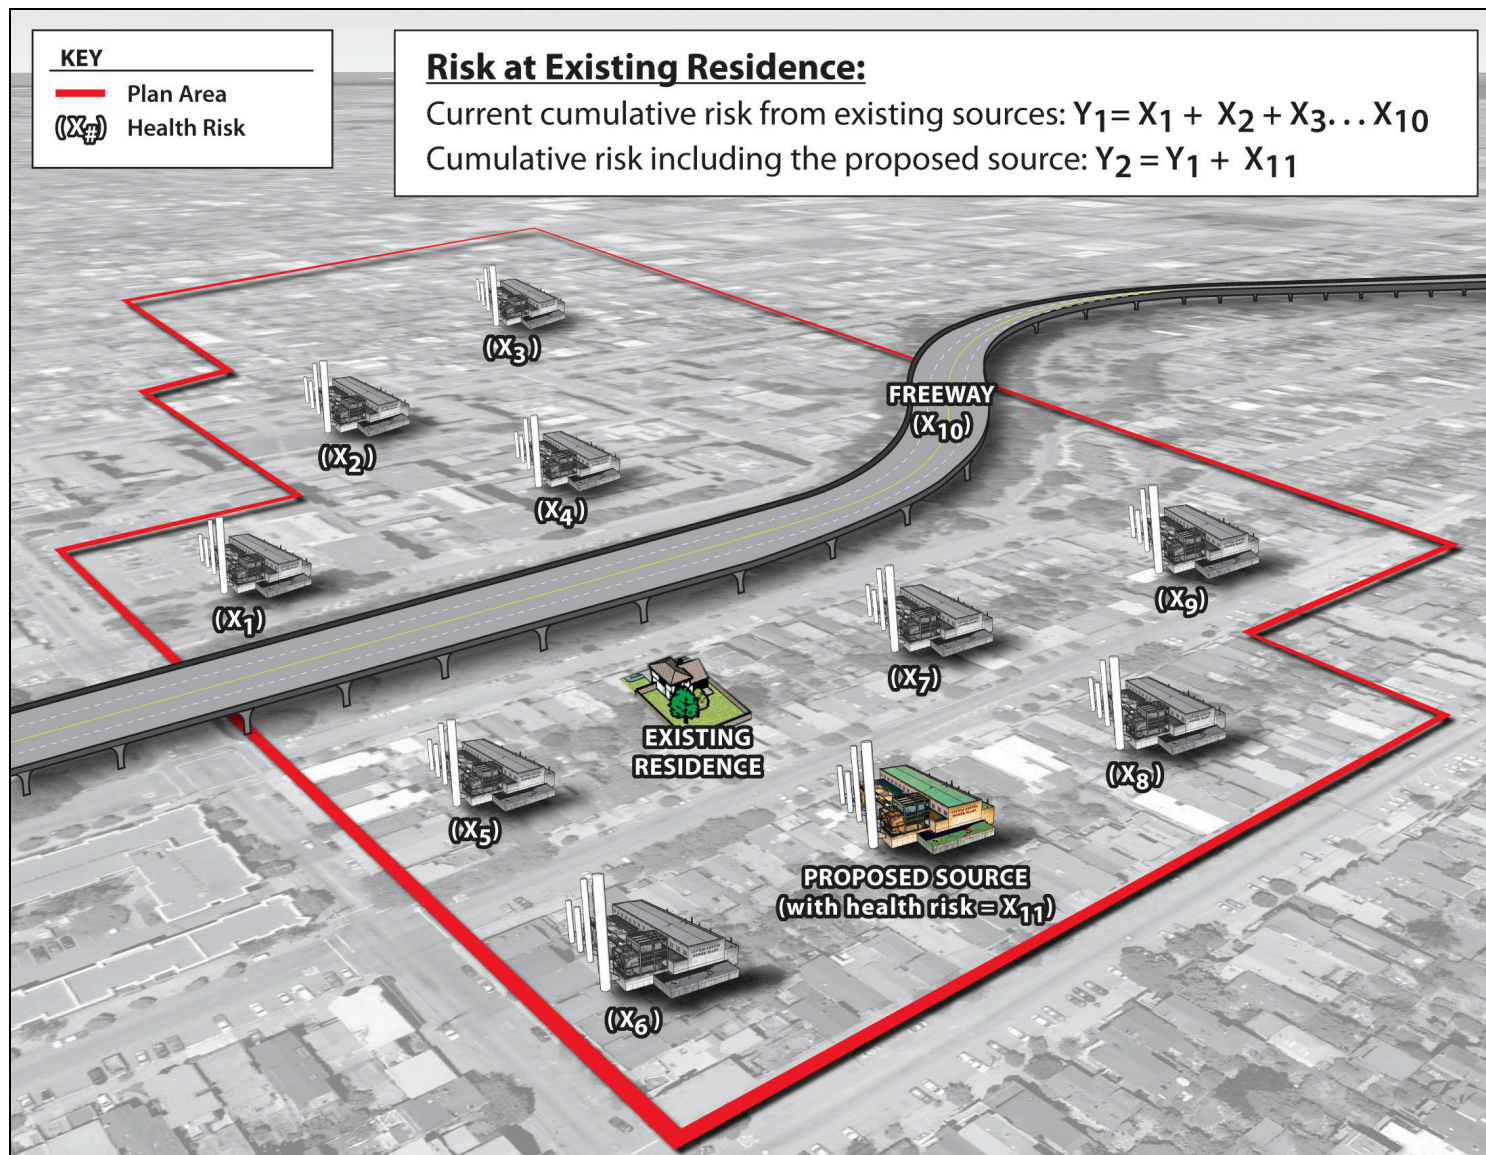 KEY
Plan Area
(X#) Health Risk
Risk at Existing Residence:
Current cumulative risk from existing sources: Y1= X1 + X2 + X3... X10
Cumulative risk including the proposed source: Y2 = Y1 + X11
(X3)
FREEWAY
(X10)
(X2)
(X4)
(X1)
(X9)
(X7)
EXISTING
RESIDENCE
(X8)
(X5)
PROPOSED SOURCE
(with health risk = X11)
(X6)